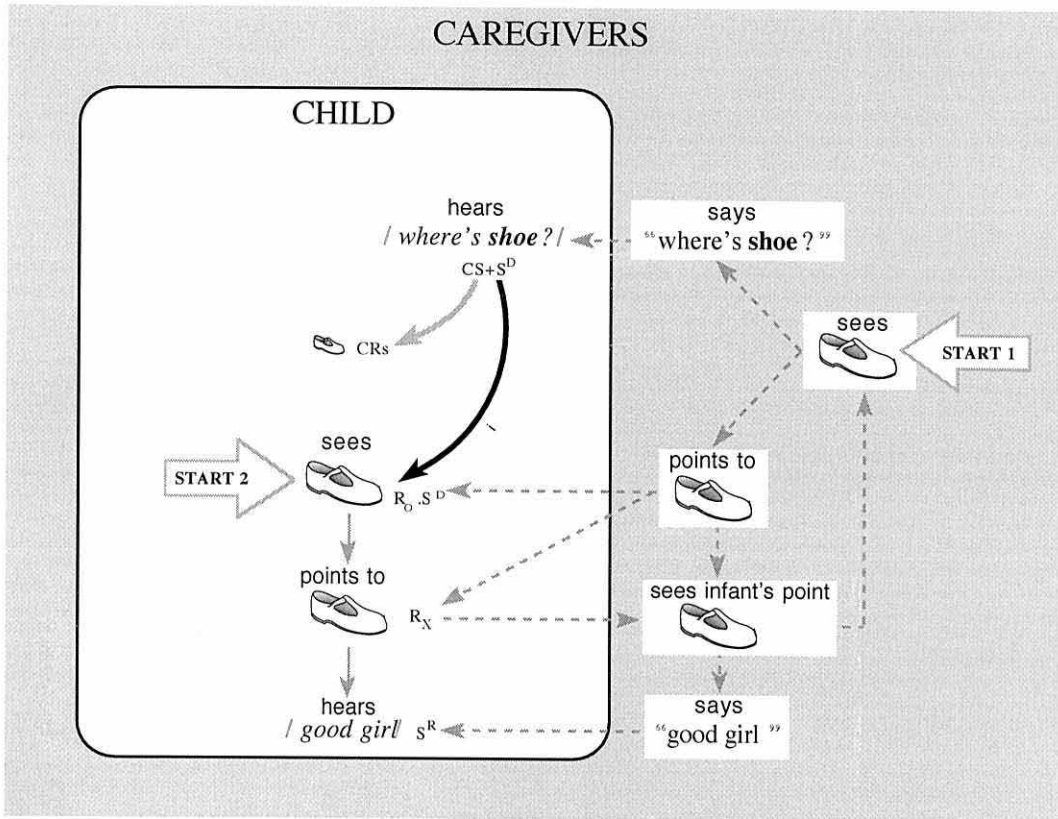 CAREGIVERS
CHILD
hears
/ where's shoe ? /
CS+S^D
CRs
sees
START 2
R_O .S^D
points to
R_X
hears
/ good girl/ S^R
says
“where's shoe ? ”
sees
START 1
points to
sees infant's point
says
“good girl ”